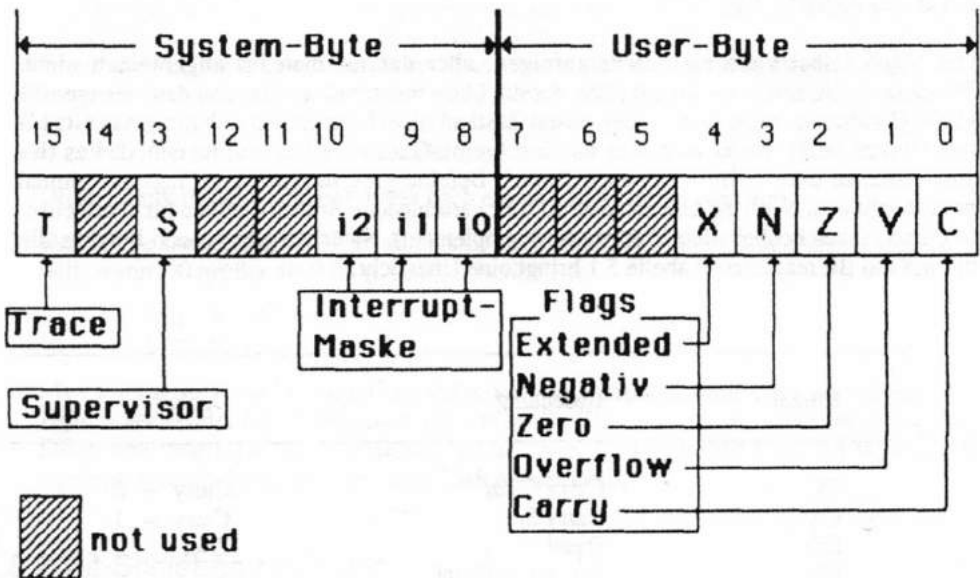 System-Byte User-Byte
15 14 13 12 11 10 9 8 7 6 5 4 3 2 1 0
T S i2 i1 i0 X N Z V C
Trace
Supervisor
Interrupt-
Maske
Flags
Extended
Negativ
Zero
Overflow
Carry
not used